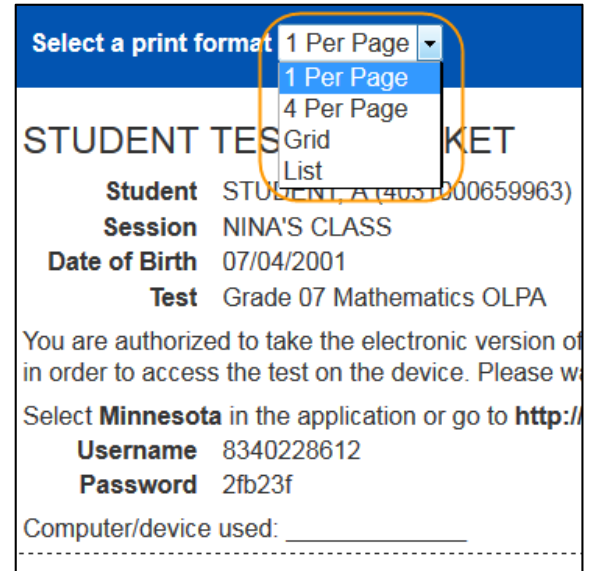 Select a print format 1 Per Page
1 Per Page
4 Per Page
Grid
List
STUDENT TES KET
Student STUDENT, A (4031000659963)
Session NINA'S CLASS
Date of Birth 07/04/2001
Test Grade 07 Mathematics OLPA
You are authorized to take the electronic version of
in order to access the test on the device. Please wa
Select Minnesota in the application or go to http://
Username 8340228612
Password 2fb23f
Computer/device used: